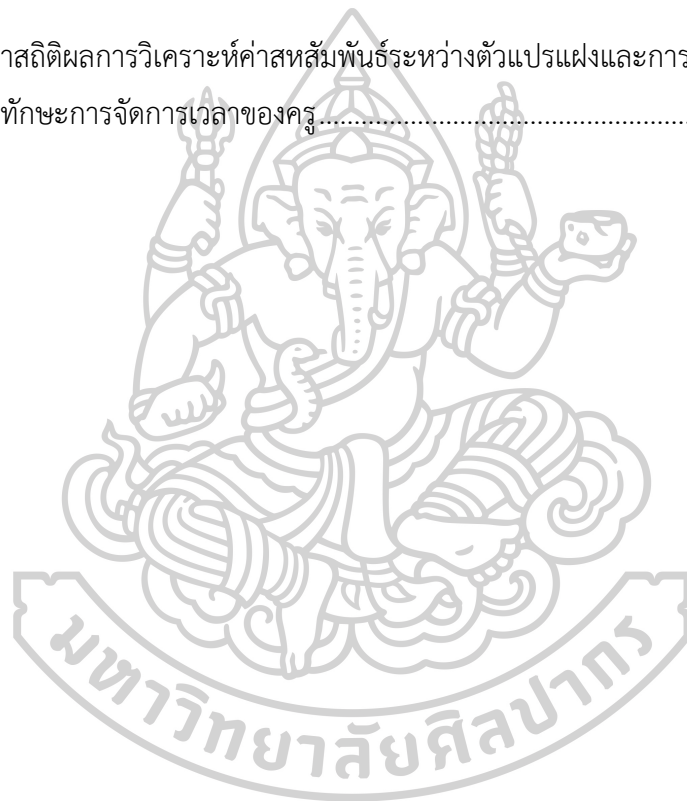 าสถิติผลการวิเคราะห์ค่าสหสัมพันธ์ระหว่างตัวแปรแฝงและการ
ทักษะการจัดการเวลาของครู......................................................
มหาวิทยาลัยศิลปากร